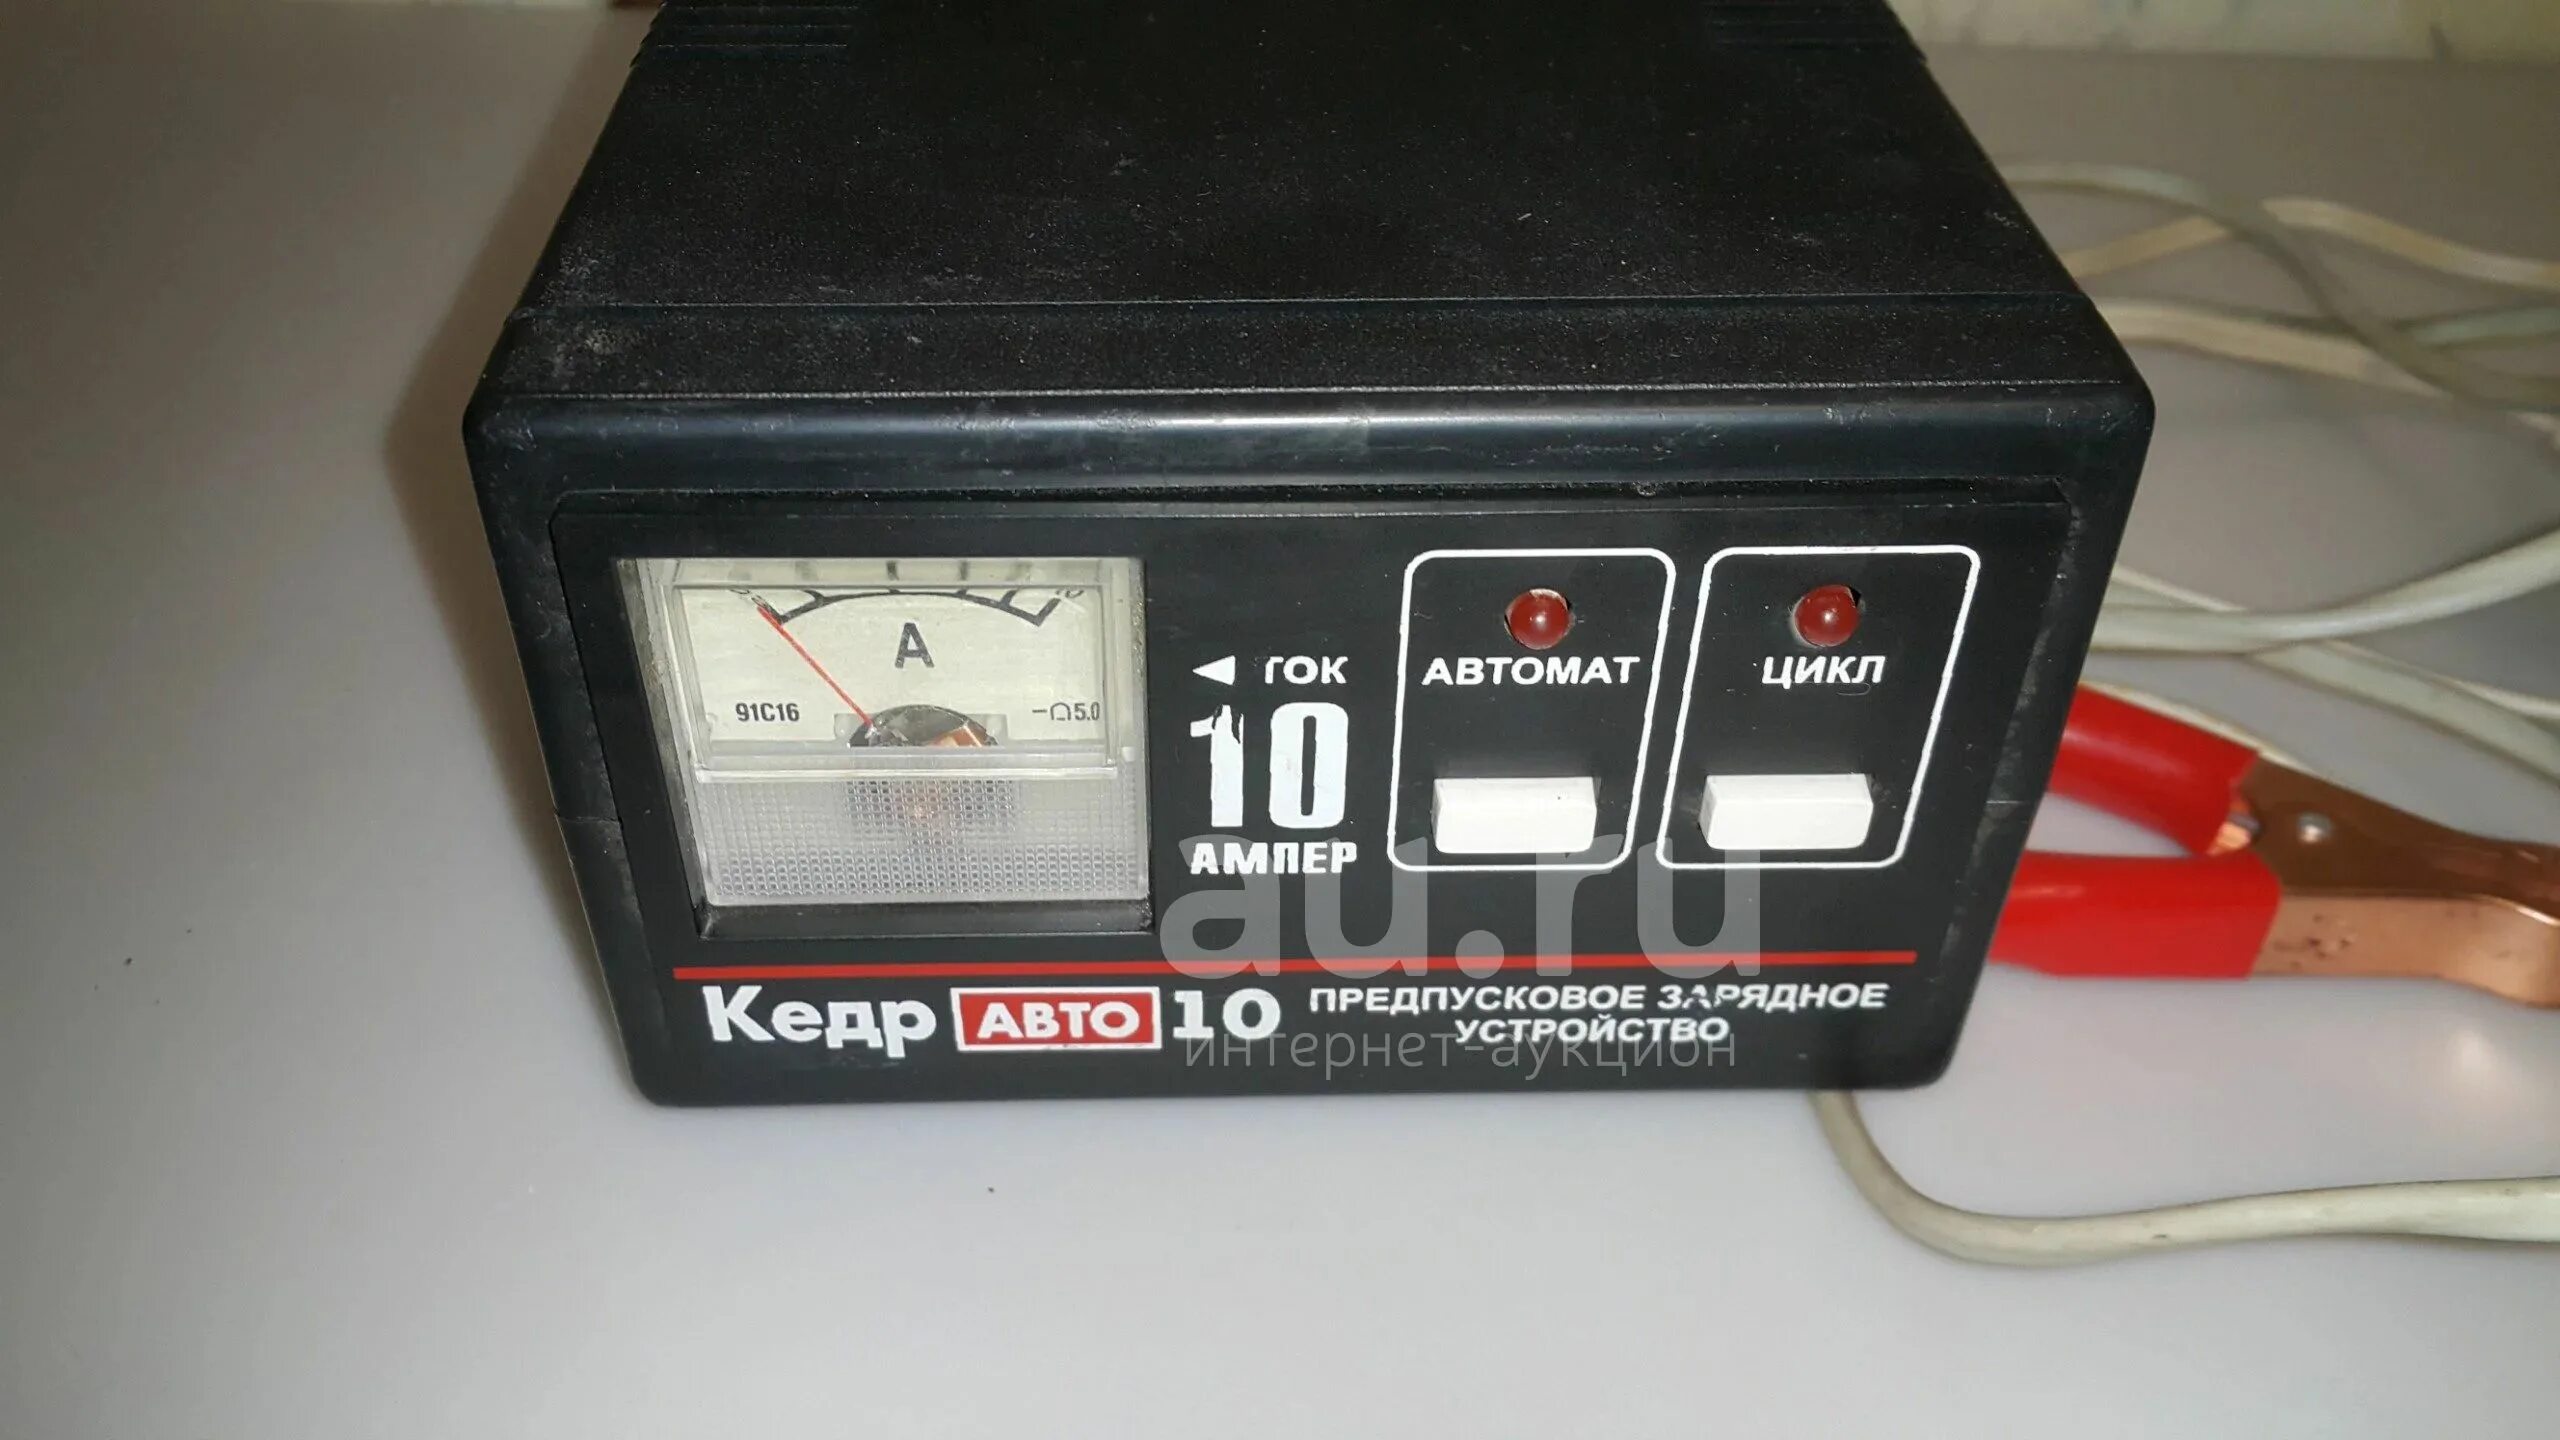 А
91C16
5.0
ТОК
10
АМПЕР
АВТОМАТ
ЦИКЛ
au.ru
Кедр АВТО 10
ПРЕДПУСКОВОЕ ЗАРЯДНОЕ
УСТРОЙСТВО
интернет-аукцион